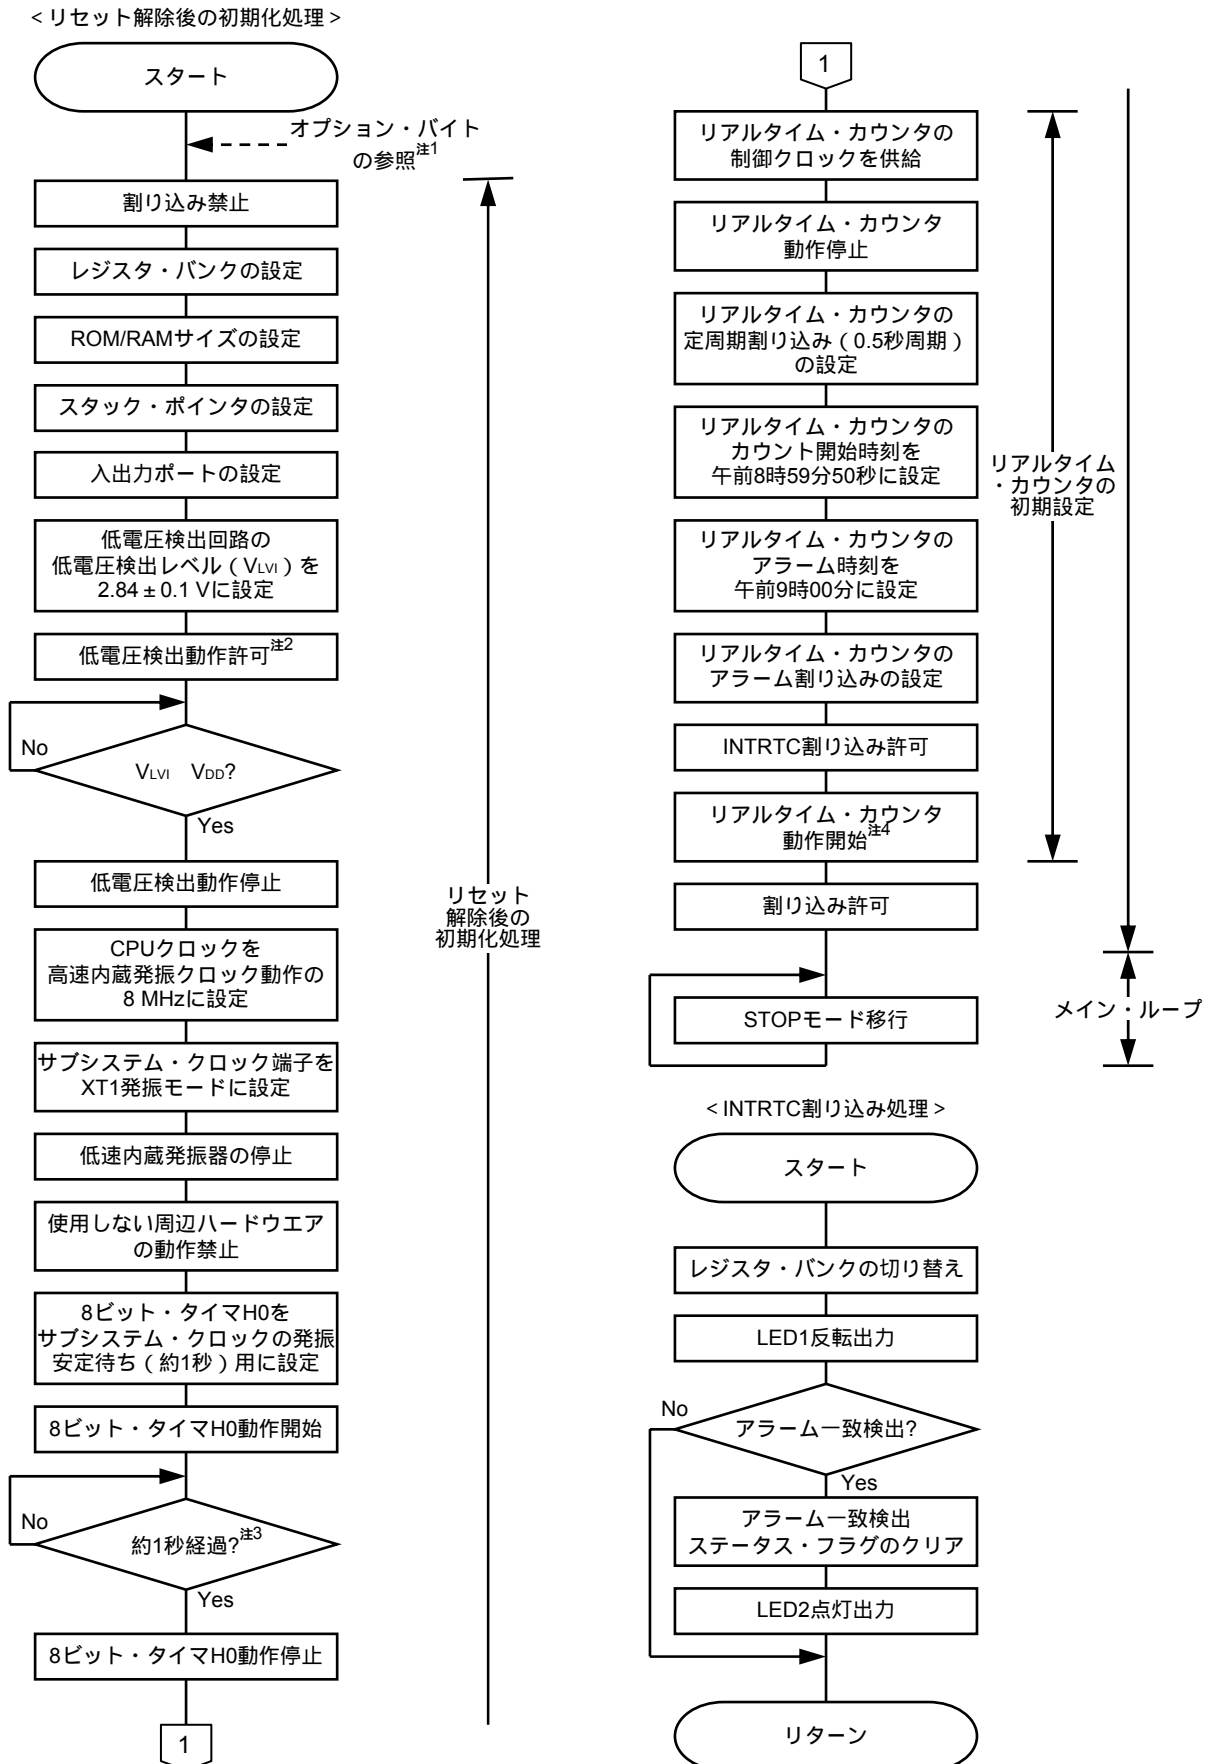 ＜リセット解除後の初期化処理＞
スタート
オプション・バイト
の参照注1
割り込み禁止
レジスタ・バンクの設定
ROM/RAMサイズの設定
スタック・ポインタの設定
入出力ポートの設定
低電圧検出回路の
低電圧検出レベル（VLVI）を
2.84±0.1 Vに設定
低電圧検出動作許可注2
No
VLVI　VDD?
Yes
低電圧検出動作停止
CPUクロックを
高速内蔵発振クロック動作の
8 MHzに設定
サブシステム・クロック端子を
XT1発振モードに設定
低速内蔵発振器の停止
使用しない周辺ハードウエア
の動作禁止
8ビット・タイマH0を
サブシステム・クロックの発振
安定待ち（約1秒）用に設定
8ビット・タイマH0動作開始
No
約1秒経過?注3
Yes
8ビット・タイマH0動作停止
1
リセット
解除後の
初期化処理
1
リアルタイム・カウンタの
制御クロックを供給
リアルタイム・カウンタ
動作停止
リアルタイム・カウンタの
定周期割り込み（0.5秒周期）
の設定
リアルタイム・カウンタの
カウント開始時刻を
午前8時59分50秒に設定
リアルタイム・カウンタの
アラーム時刻を
午前9時00分に設定
リアルタイム・カウンタの
アラーム割り込みの設定
INTRTC割り込み許可
リアルタイム・カウンタ
動作開始注4
割り込み許可
リアルタイム
・カウンタの
初期設定
STOPモード移行
メイン・ループ
＜INTRTC割り込み処理＞
スタート
レジスタ・バンクの切り替え
LED1反転出力
No
アラーム一致検出?
Yes
アラーム一致検出
ステータス・フラグのクリア
LED2点灯出力
リターン